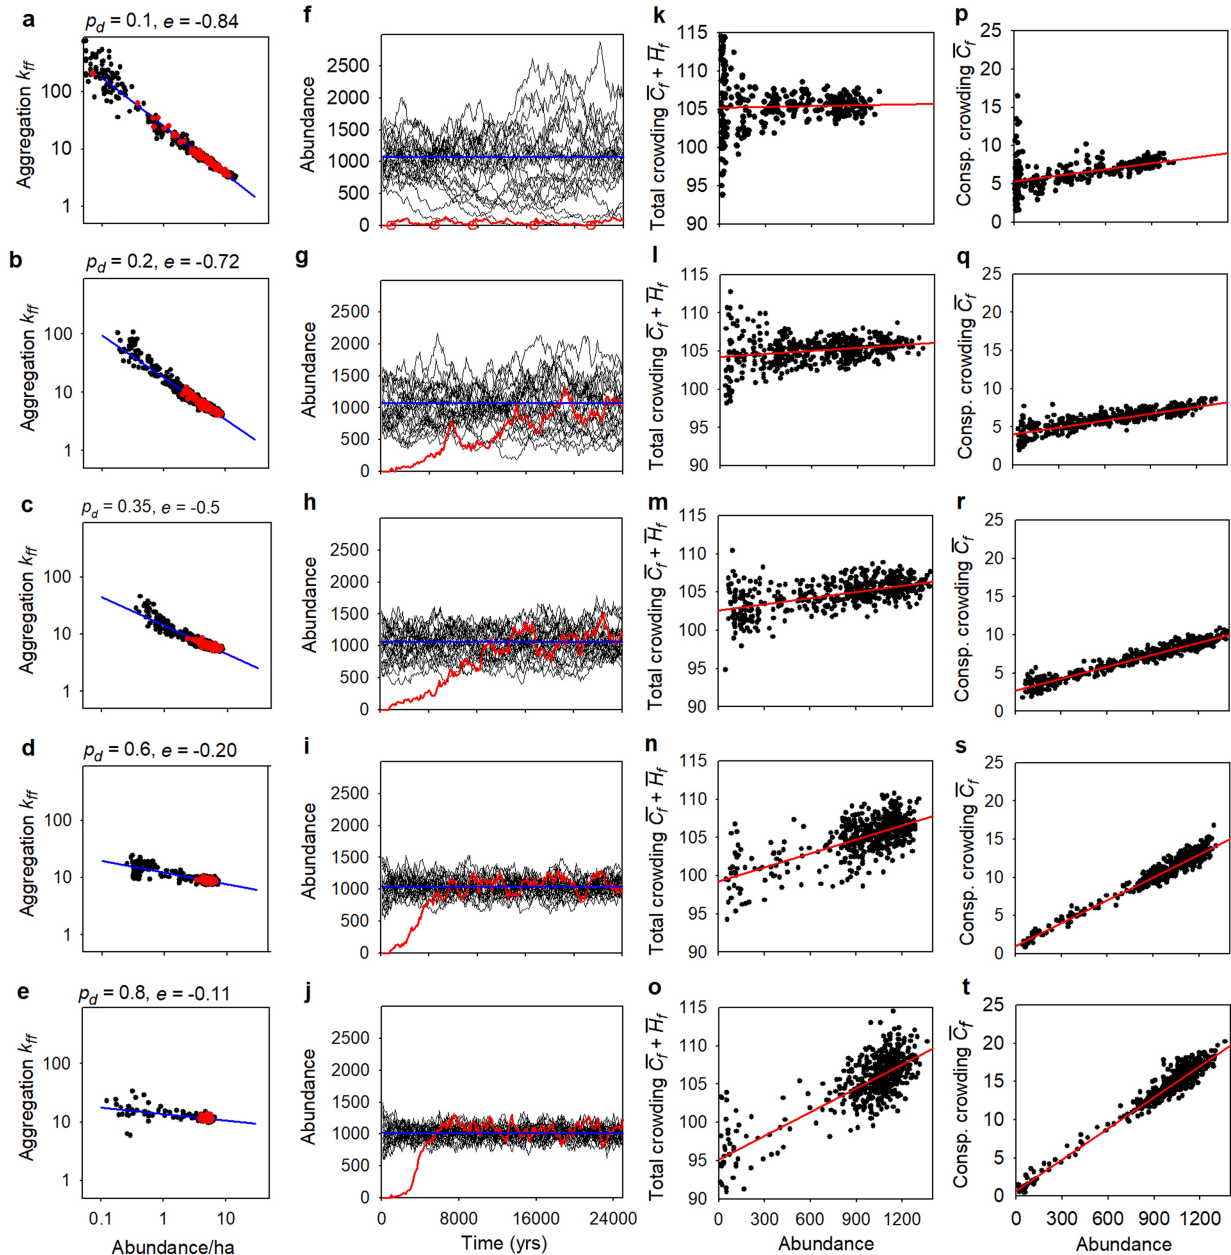 a p_d = 0.1, e = -0.84
Aggregation k_ff
100
10
1
f
Abundance
2500
2000
1500
1000
500
0
k
Total crowding C̅_f + H̅_f
115
110
105
100
95
90
p
Consp. crowding C̅_f
25
20
15
10
5
0
b p_d = 0.2, e = -0.72
Aggregation k_ff
100
10
1
g
Abundance
2500
2000
1500
1000
500
0
l
Total crowding C̅_f + H̅_f
115
110
105
100
95
90
q
Consp. crowding C̅_f
25
20
15
10
5
0
c p_d = 0.35, e = -0.5
Aggregation k_ff
100
10
1
h
Abundance
2500
2000
1500
1000
500
0
m
Total crowding C̅_f + H̅_f
115
110
105
100
95
90
r
Consp. crowding C̅_f
25
20
15
10
5
0
d p_d = 0.6, e = -0.20
Aggregation k_ff
100
10
1
i
Abundance
2500
2000
1500
1000
500
0
n
Total crowding C̅_f + H̅_f
115
110
105
100
95
90
s
Consp. crowding C̅_f
25
20
15
10
5
0
e p_d = 0.8, e = -0.11
Aggregation k_ff
100
10
1
0.1 1 10
Abundance/ha
j
Abundance
2500
2000
1500
1000
500
0
0 8000 16000 24000
Time (yrs)
o
Total crowding C̅_f + H̅_f
115
110
105
100
95
90
0 300 600 900 1200
Abundance
t
Consp. crowding C̅_f
25
20
15
10
5
0
0 300 600 900 1200
Abundance